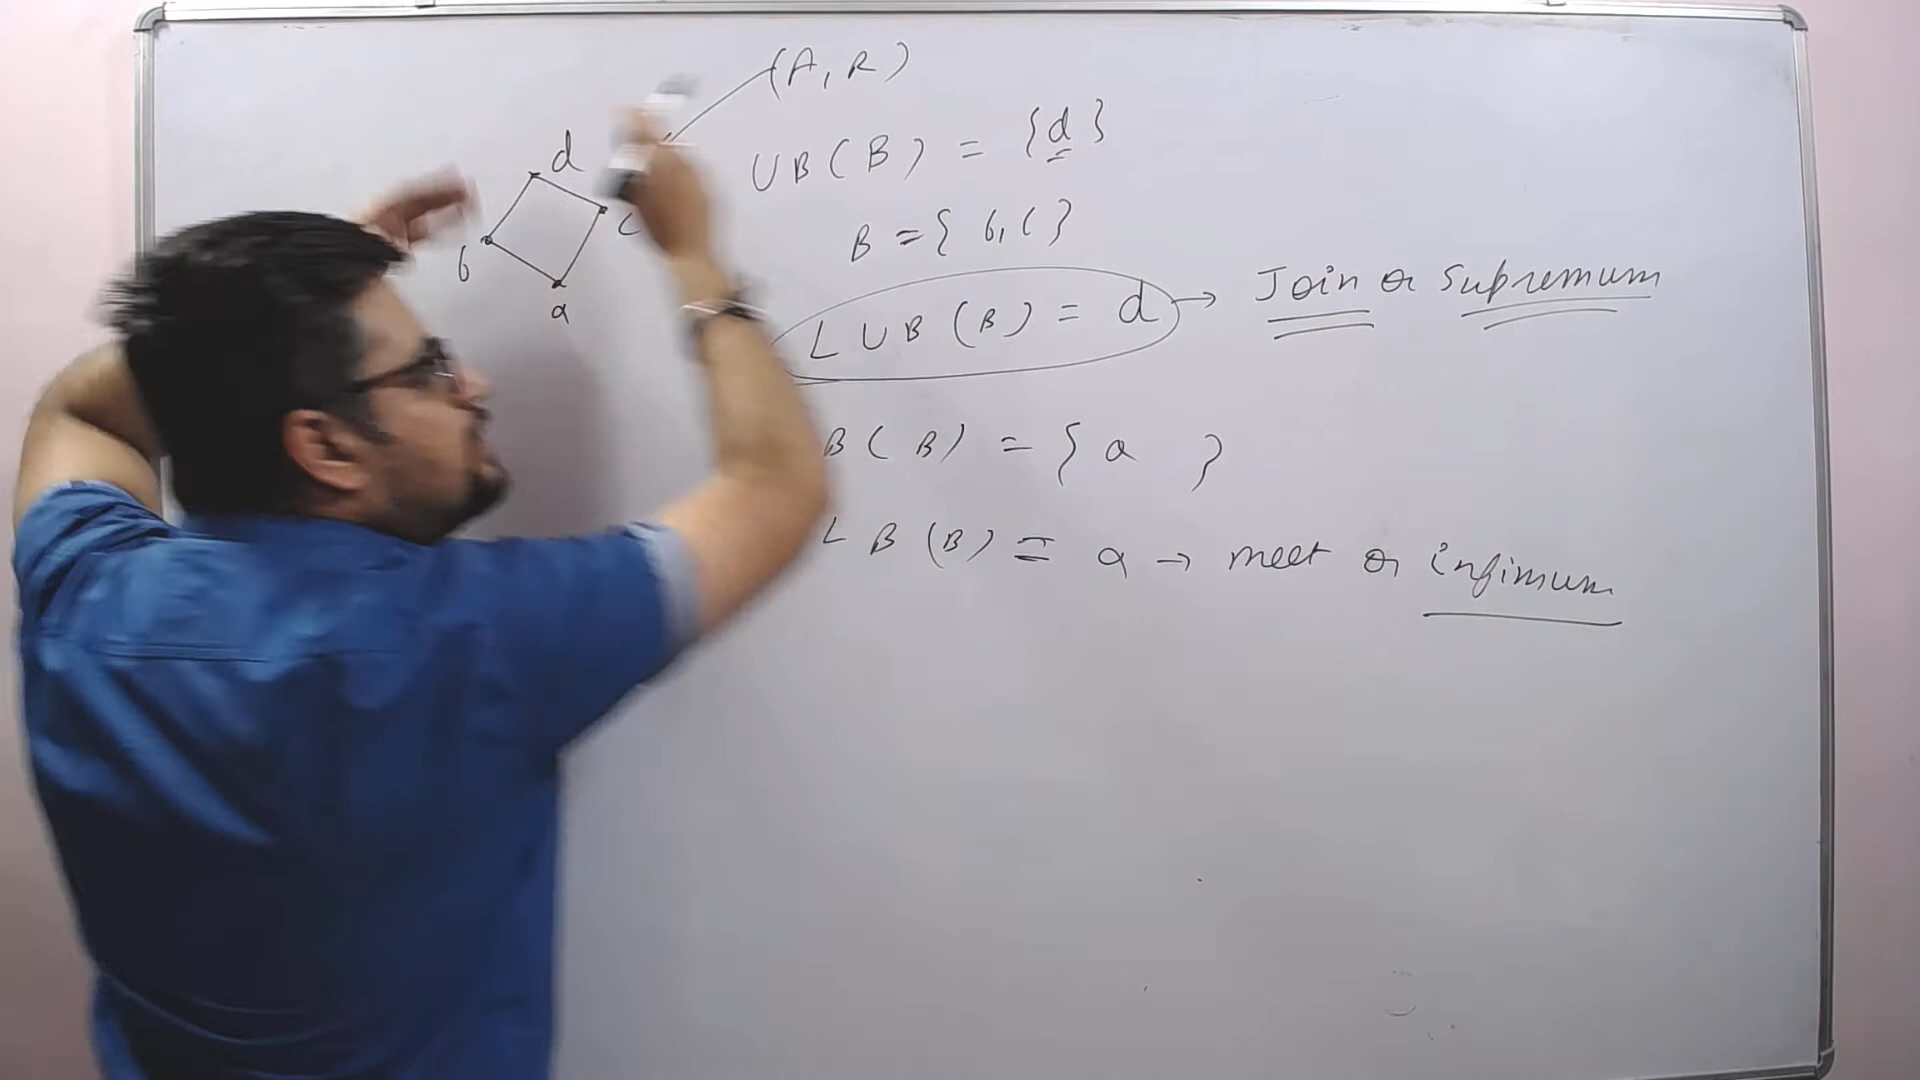 (A, R)
d
UB(B) = {d}
c
B = {b, c}
b
a
LUB(B) = d → Join or Supremum
B(B) = {a }
LB(B) = a → meet or infimum